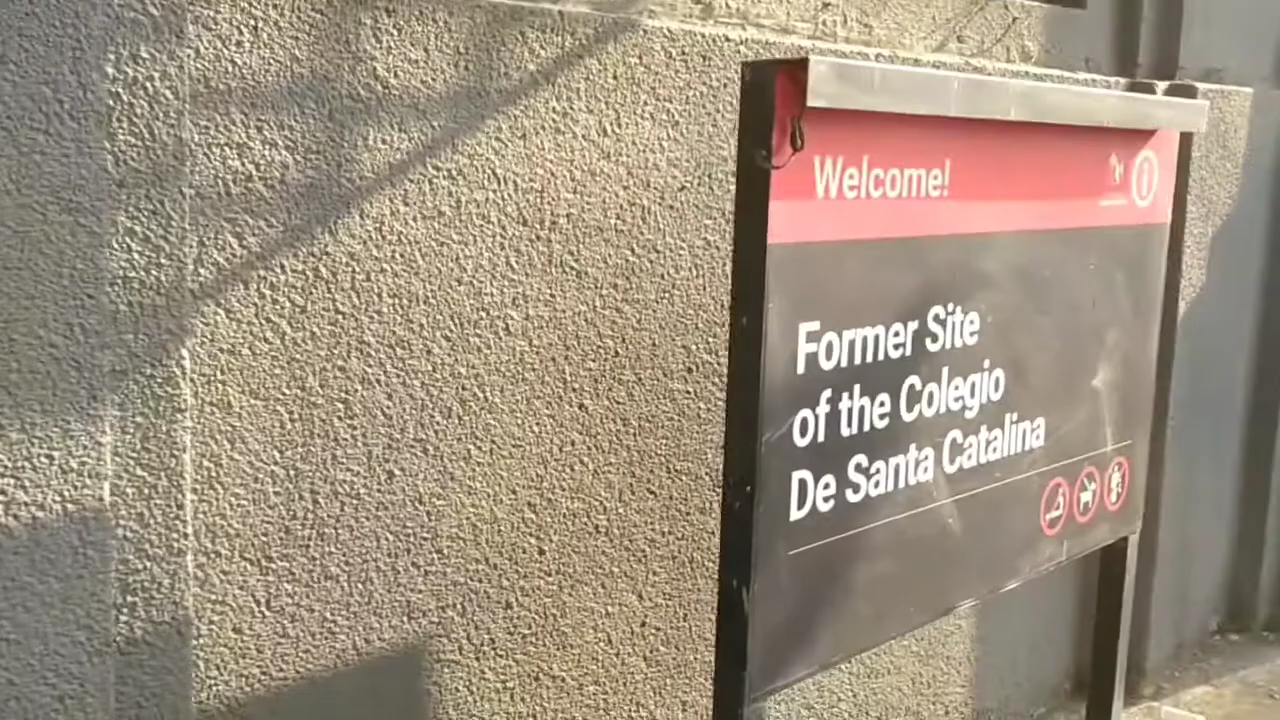 Welcome!
Former Site
of the Colegio
De Santa Catalina